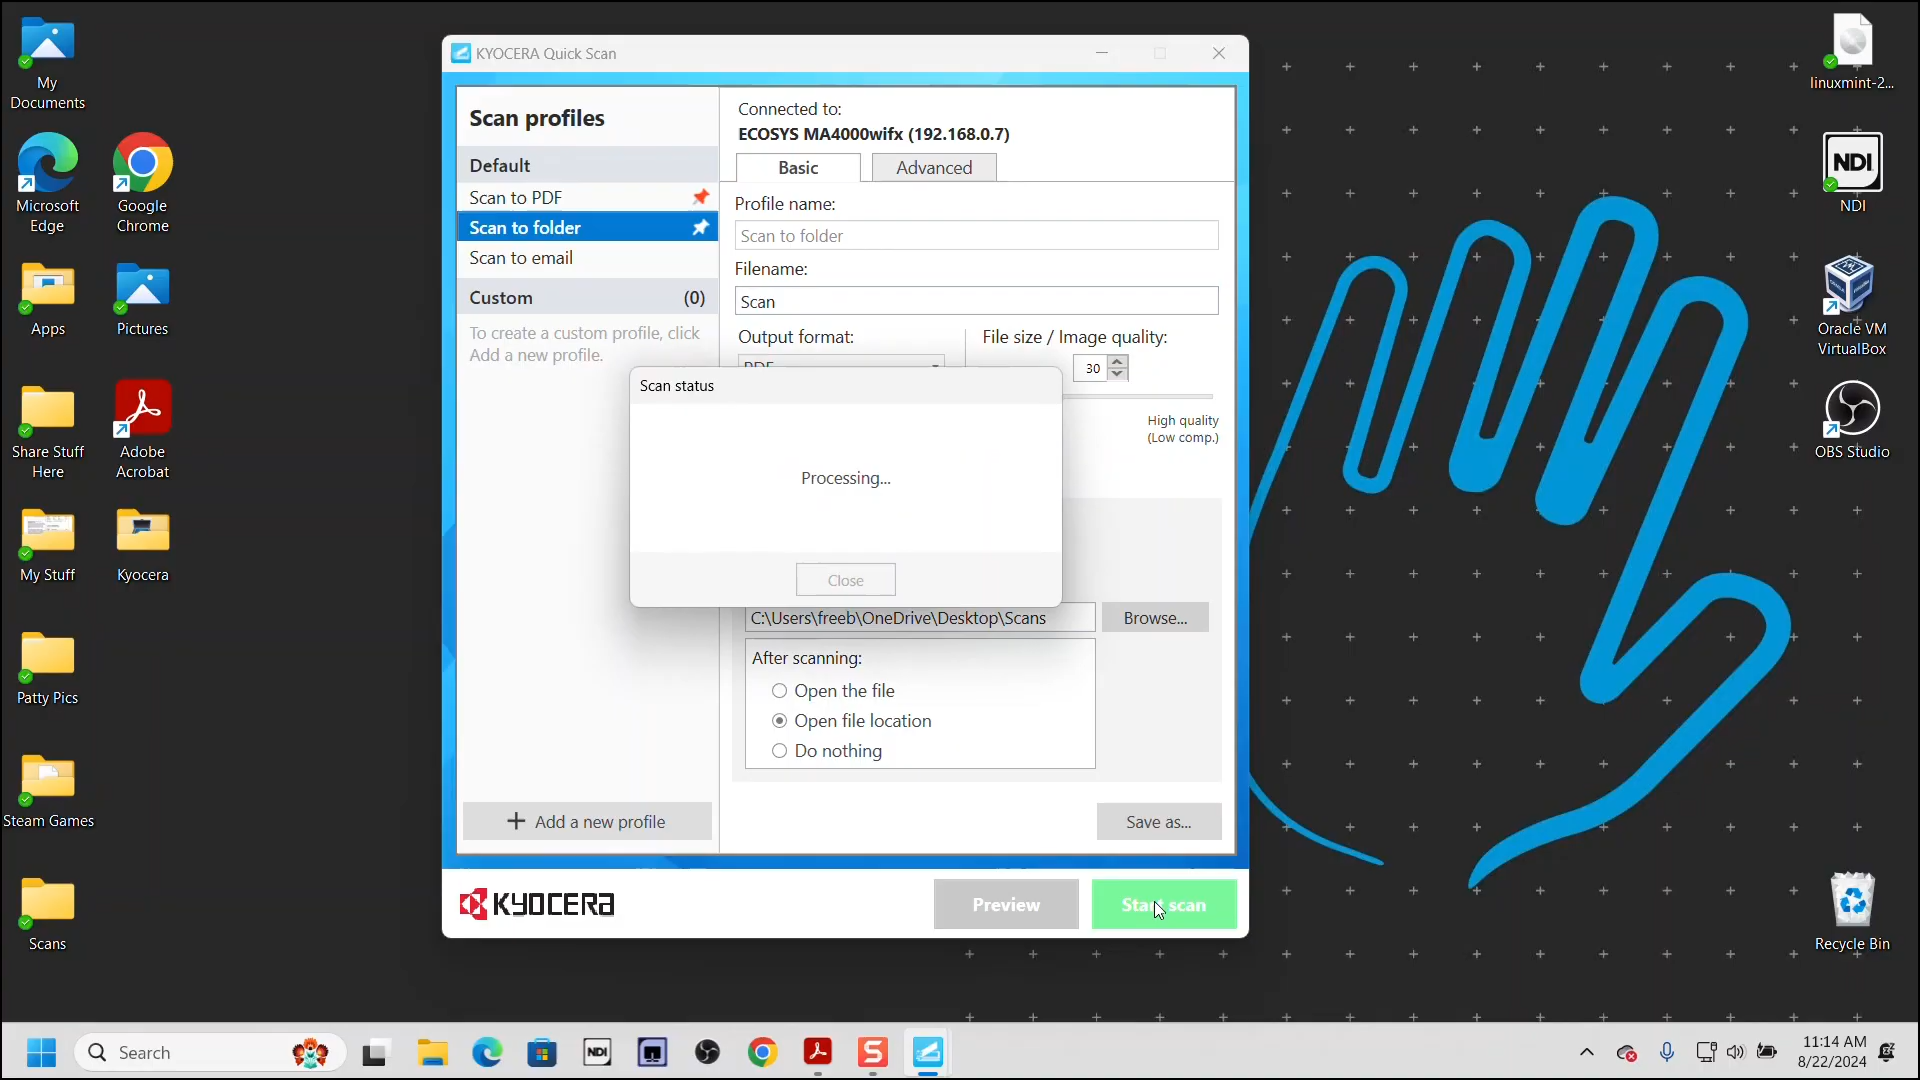 My
Documents
Microsoft
Edge
Google
Chrome
Apps
Pictures
Share Stuff
Here
Adobe
Acrobat
My Stuff
Kyocera
Patty Pics
Steam Games
Scans
KYOCERA Quick Scan
Scan profiles
Default
Scan to PDF
Scan to folder
Scan to email
Custom (0)
To create a custom profile, click
Add a new profile.
Add a new profile
Connected to:
ECOSYS MA4000wifx (192.168.0.7)
Basic Advanced
Profile name:
Scan to folder
Filename:
Scan
Output format: File size / Image quality:
PDF 30
High quality
(Low comp.)
Scan status
Processing...
Close
C:\Users\freeb\OneDrive\Desktop\Scans Browse...
After scanning:
Open the file
Open file location
Do nothing
Save as...
KYOCERA
Preview Start scan
linuxmint-2...
NDI
NDI
Oracle VM
VirtualBox
OBS Studio
Recycle Bin
Search
NDI
11:14 AM
8/22/2024